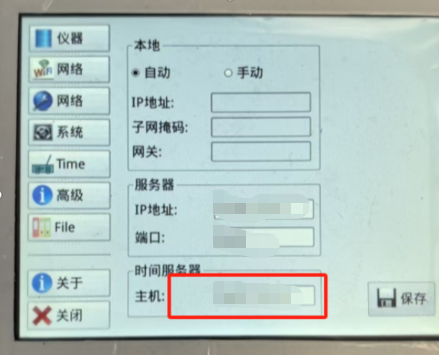 仪器
网络
网络
系统
Time
高级
File
关于
关闭
本地
自动 手动
IP地址:
子网掩码:
网关:
服务器
IP地址:
端口:
时间服务器
主机:
保存